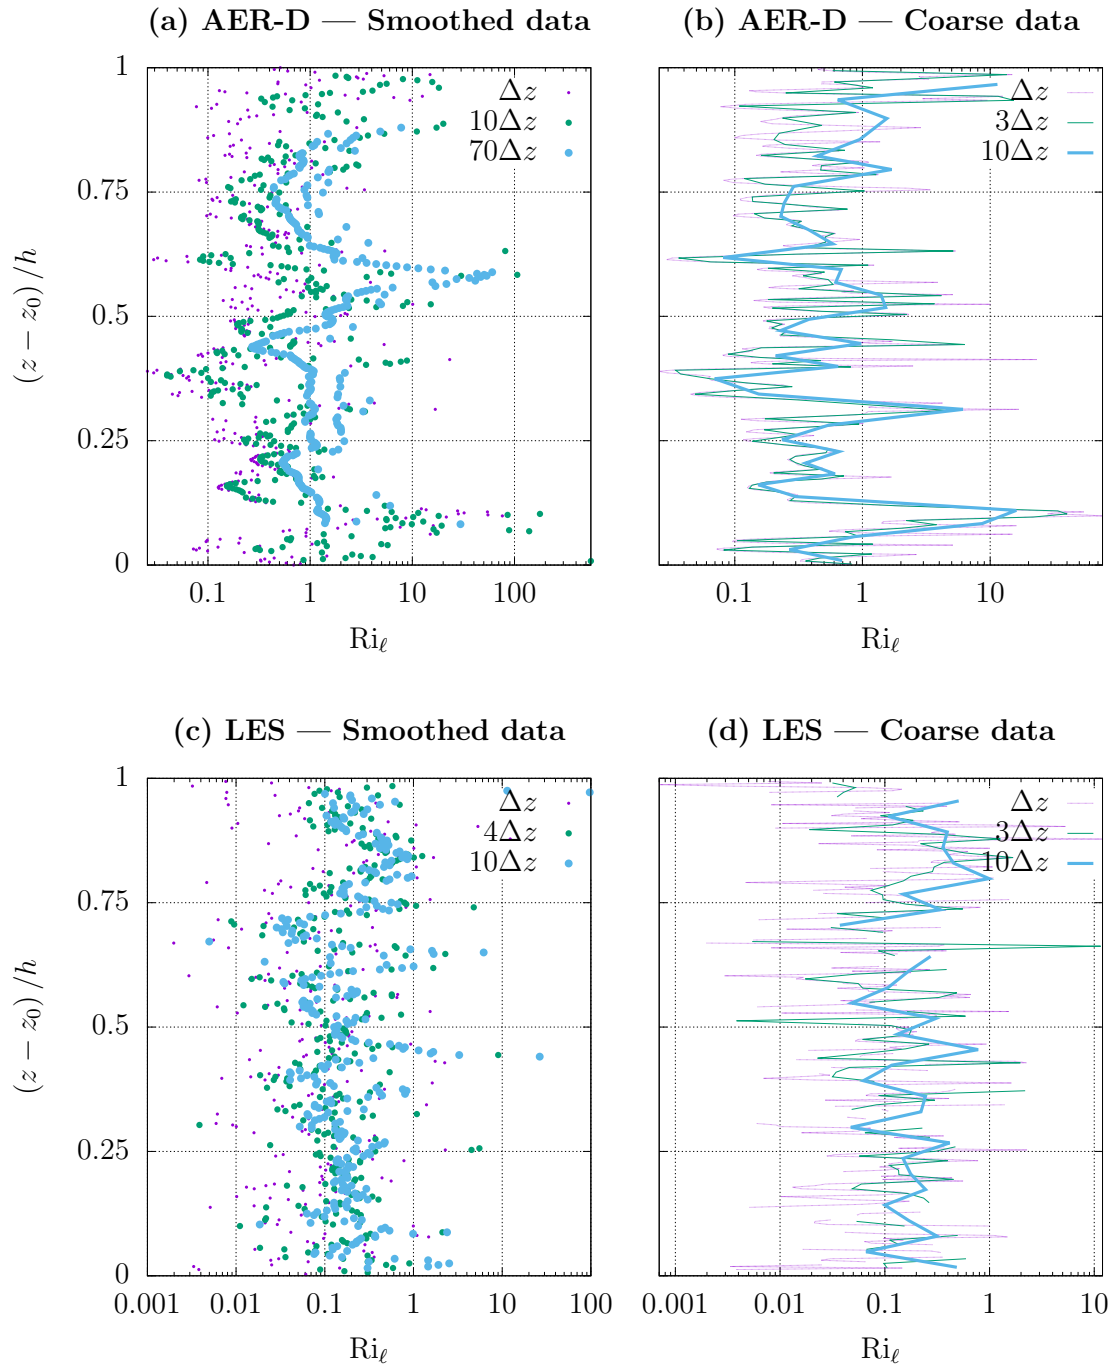 (a) AER-D — Smoothed data
(b) AER-D — Coarse data
1
0.75
0.5
0.25
0
(z − z₀) /h
Δz
10Δz
70Δz
0.1
1
10
100
Riℓ
Δz
3Δz
10Δz
0.1
1
10
Riℓ
(c) LES — Smoothed data
(d) LES — Coarse data
1
0.75
0.5
0.25
0
(z − z₀) /h
Δz
4Δz
10Δz
0.001
0.01
0.1
1
10
100
Riℓ
Δz
3Δz
10Δz
0.001
0.01
0.1
1
10
Riℓ